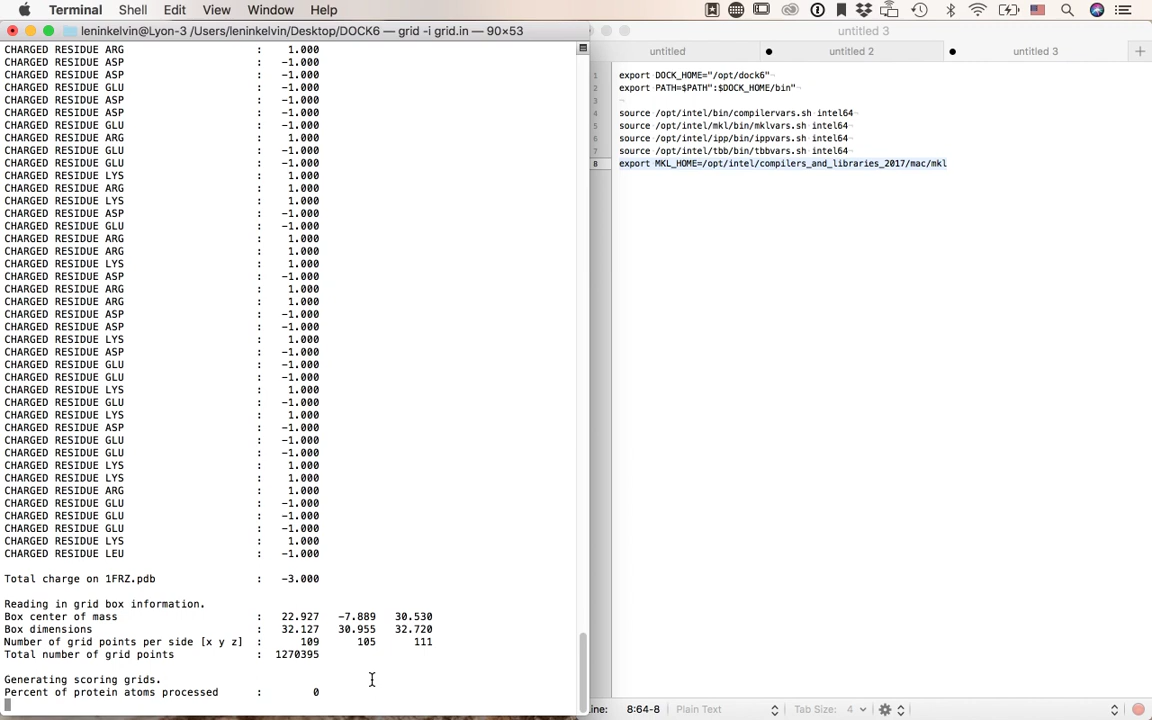 Terminal Shell Edit View Window Help
leninkelvin@Lyon-3 /Users/leninkelvin/Desktop/DOCK6 — grid -i grid.in — 90×53
CHARGED RESIDUE ARG : 1.000
CHARGED RESIDUE ASP : -1.000
CHARGED RESIDUE ASP : -1.000
CHARGED RESIDUE GLU : -1.000
CHARGED RESIDUE ASP : -1.000
CHARGED RESIDUE ASP : -1.000
CHARGED RESIDUE GLU : -1.000
CHARGED RESIDUE ARG : 1.000
CHARGED RESIDUE GLU : -1.000
CHARGED RESIDUE GLU : -1.000
CHARGED RESIDUE LYS : 1.000
CHARGED RESIDUE ARG : 1.000
CHARGED RESIDUE LYS : 1.000
CHARGED RESIDUE ASP : -1.000
CHARGED RESIDUE GLU : -1.000
CHARGED RESIDUE ARG : 1.000
CHARGED RESIDUE ARG : 1.000
CHARGED RESIDUE LYS : 1.000
CHARGED RESIDUE ASP : -1.000
CHARGED RESIDUE ARG : 1.000
CHARGED RESIDUE ARG : 1.000
CHARGED RESIDUE ASP : -1.000
CHARGED RESIDUE ASP : -1.000
CHARGED RESIDUE LYS : 1.000
CHARGED RESIDUE ASP : -1.000
CHARGED RESIDUE GLU : -1.000
CHARGED RESIDUE GLU : -1.000
CHARGED RESIDUE LYS : 1.000
CHARGED RESIDUE GLU : -1.000
CHARGED RESIDUE LYS : 1.000
CHARGED RESIDUE ASP : -1.000
CHARGED RESIDUE GLU : -1.000
CHARGED RESIDUE GLU : -1.000
CHARGED RESIDUE LYS : 1.000
CHARGED RESIDUE LYS : 1.000
CHARGED RESIDUE ARG : 1.000
CHARGED RESIDUE GLU : -1.000
CHARGED RESIDUE GLU : -1.000
CHARGED RESIDUE GLU : -1.000
CHARGED RESIDUE LYS : 1.000
CHARGED RESIDUE LEU : -1.000
Total charge on 1FRZ.pdb : -3.000
Reading in grid box information.
Box center of mass : 22.927 -7.889 30.530
Box dimensions : 32.127 30.955 32.720
Number of grid points per side [x y z] : 109 105 111
Total number of grid points : 1270395
Generating scoring grids.
Percent of protein atoms processed : 0
untitled 3
untitled untitled 2 untitled 3
1 export DOCK_HOME="/opt/dock6"
2 export PATH=$PATH":$DOCK_HOME/bin"
3
4 source /opt/intel/bin/compilervars.sh intel64
5 source /opt/intel/mkl/bin/mklvars.sh intel64
6 source /opt/intel/ipp/bin/ippvars.sh intel64
7 source /opt/intel/tbb/bin/tbbvars.sh intel64
8 export MKL_HOME=/opt/intel/compilers_and_libraries_2017/mac/mkl
Line: 8:64-8 Plain Text Tab Size: 4